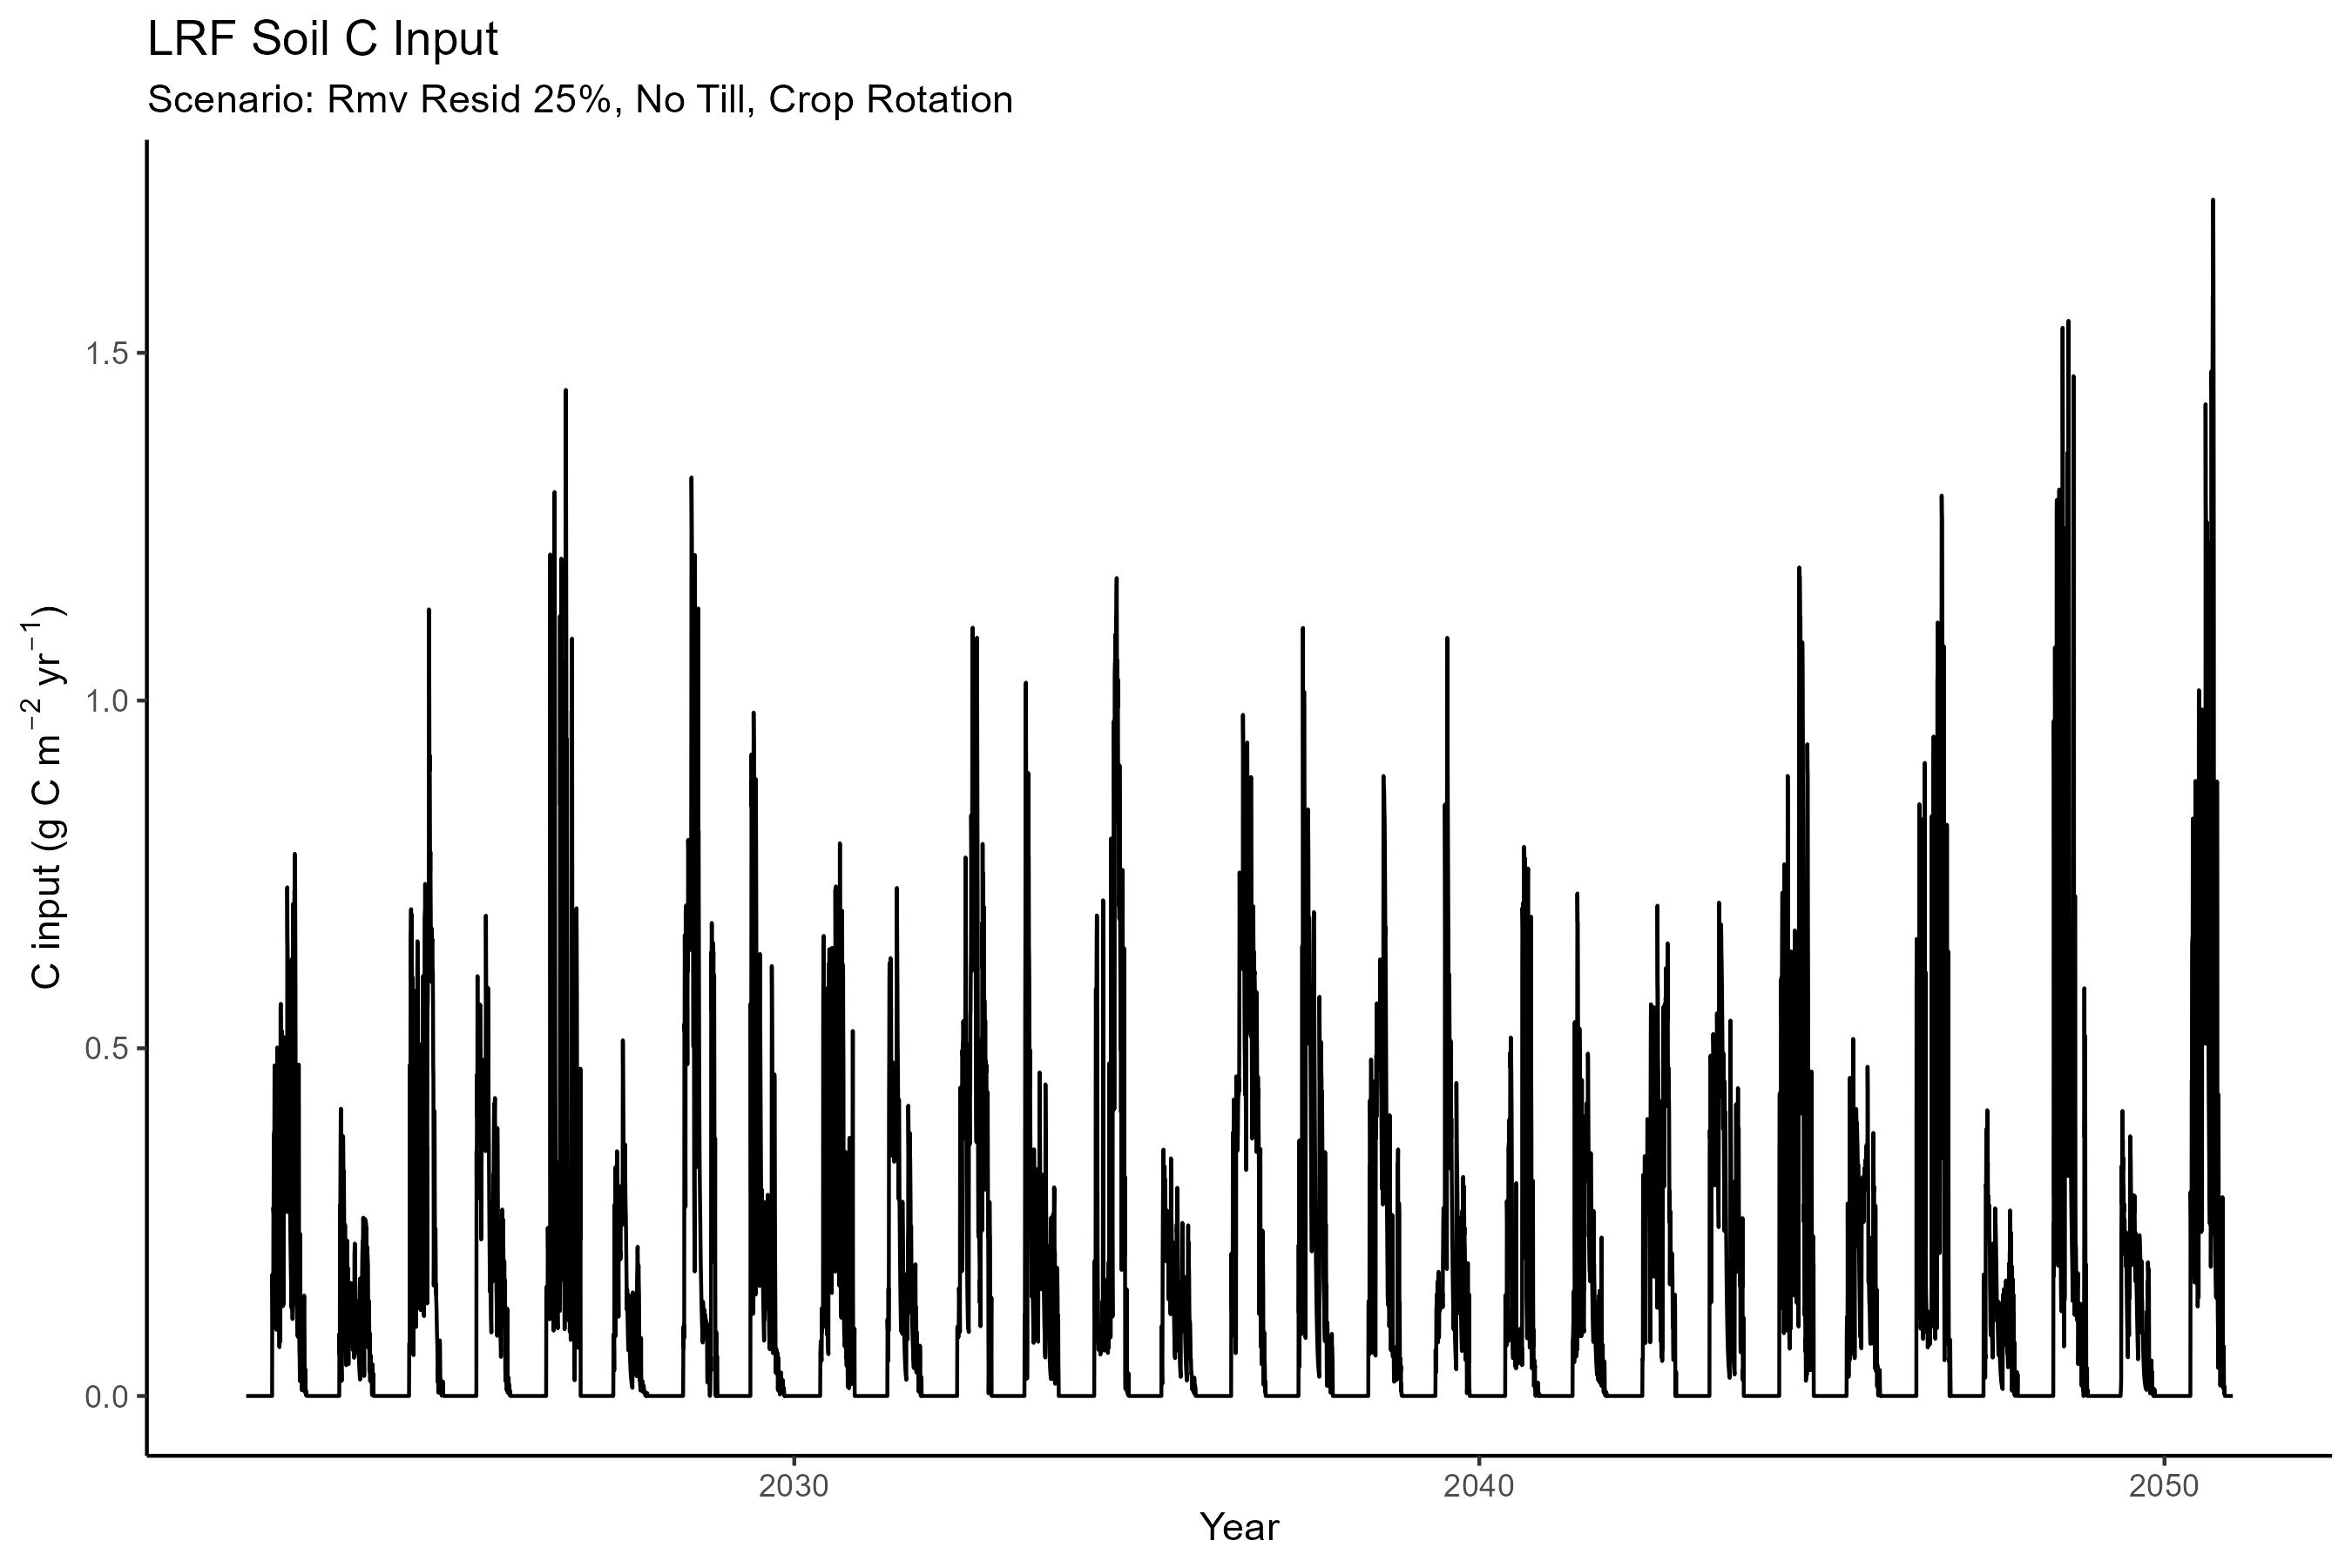 LRF Soil C Input
Scenario: Rmv Resid 25%, No Till, Crop Rotation
C input (g C m⁻² yr⁻¹)
1.5
1.0
0.5
0.0
2030 2040 2050
Year